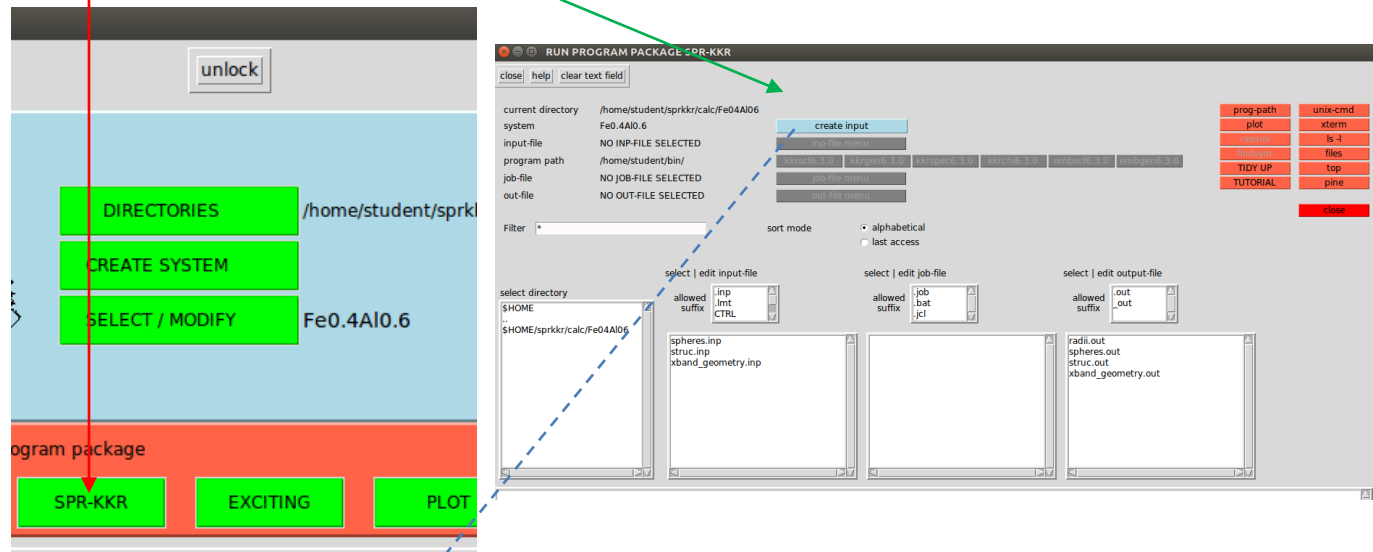 unlock
DIRECTORIES
/home/student/sprkl
CREATE SYSTEM
SELECT / MODIFY
Fe0.4Al0.6
ogram package
SPR-KKR
EXCITING
PLOT
RUN PROGRAM PACKAGE SPR-KKR
close help clear text field
current directory /home/student/sprkkr/calc/Fe04Al06 prog-path unix-cmd
system Fe0.4Al0.6 create input plot xterm
input-file NO INP-FILE SELECTED inp-file menu rasmol ls -l
program path /home/student/bin/ kkrscf6.3.0 kkrgen6.3.0 kkrspec6.3.0 kkrchi6.3.0 embscf6.3.0 embgen6.3.0 findsym files
job-file NO JOB-FILE SELECTED job-file menu TIDY UP top
out-file NO OUT-FILE SELECTED out-file menu TUTORIAL pine
close
Filter * sort mode alphabetical
last access
select | edit input-file select | edit job-file select | edit output-file
select directory
allowed suffix .inp .lmt CTRL
allowed suffix .job .bat .jcl
allowed suffix .out _out
$HOME
..
$HOME/sprkkr/calc/Fe04Al06
spheres.inp
struc.inp
xband_geometry.inp
radii.out
spheres.out
struc.out
xband_geometry.out